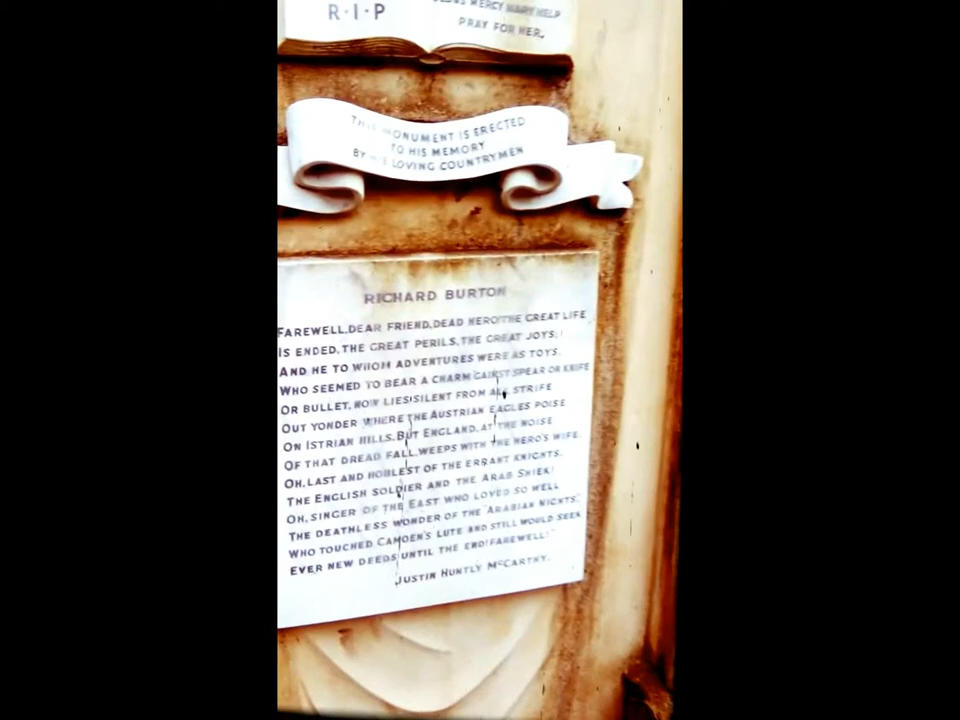 R·I·P
MERCY MARY HELP
PRAY FOR HER.
THIS MONUMENT IS ERECTED
TO HIS MEMORY
BY HIS LOVING COUNTRYMEN
RICHARD BURTON
FAREWELL, DEAR FRIEND, DEAD HERO! THE GREAT LIFE
IS ENDED, THE GREAT PERILS, THE GREAT JOYS;
AND HE TO WHOM ADVENTURES WERE AS TOYS,
WHO SEEMED TO BEAR A CHARM GAINST SPEAR OR KNIFE
OR BULLET, NOW LIES SILENT FROM ALL STRIFE
OUT YONDER WHERE THE AUSTRIAN EAGLES POISE
ON ISTRIAN HILLS. BUT ENGLAND, AT THE NOISE
OF THAT DREAD FALL, WEEPS WITH THE HERO'S WIFE.
OH, LAST AND NOBLEST OF THE ERRANT KNIGHTS,
THE ENGLISH SOLDIER AND THE ARAB SHIEK!
OH, SINGER OF THE EAST WHO LOVED SO WELL
THE DEATHLESS WONDER OF THE "ARABIAN NIGHTS,"
WHO TOUCHED CAMOEN'S LUTE AND STILL WOULD SEEK
EVER NEW DEEDS UNTIL THE END! FAREWELL!"
JUSTIN HUNTLY McCARTHY.